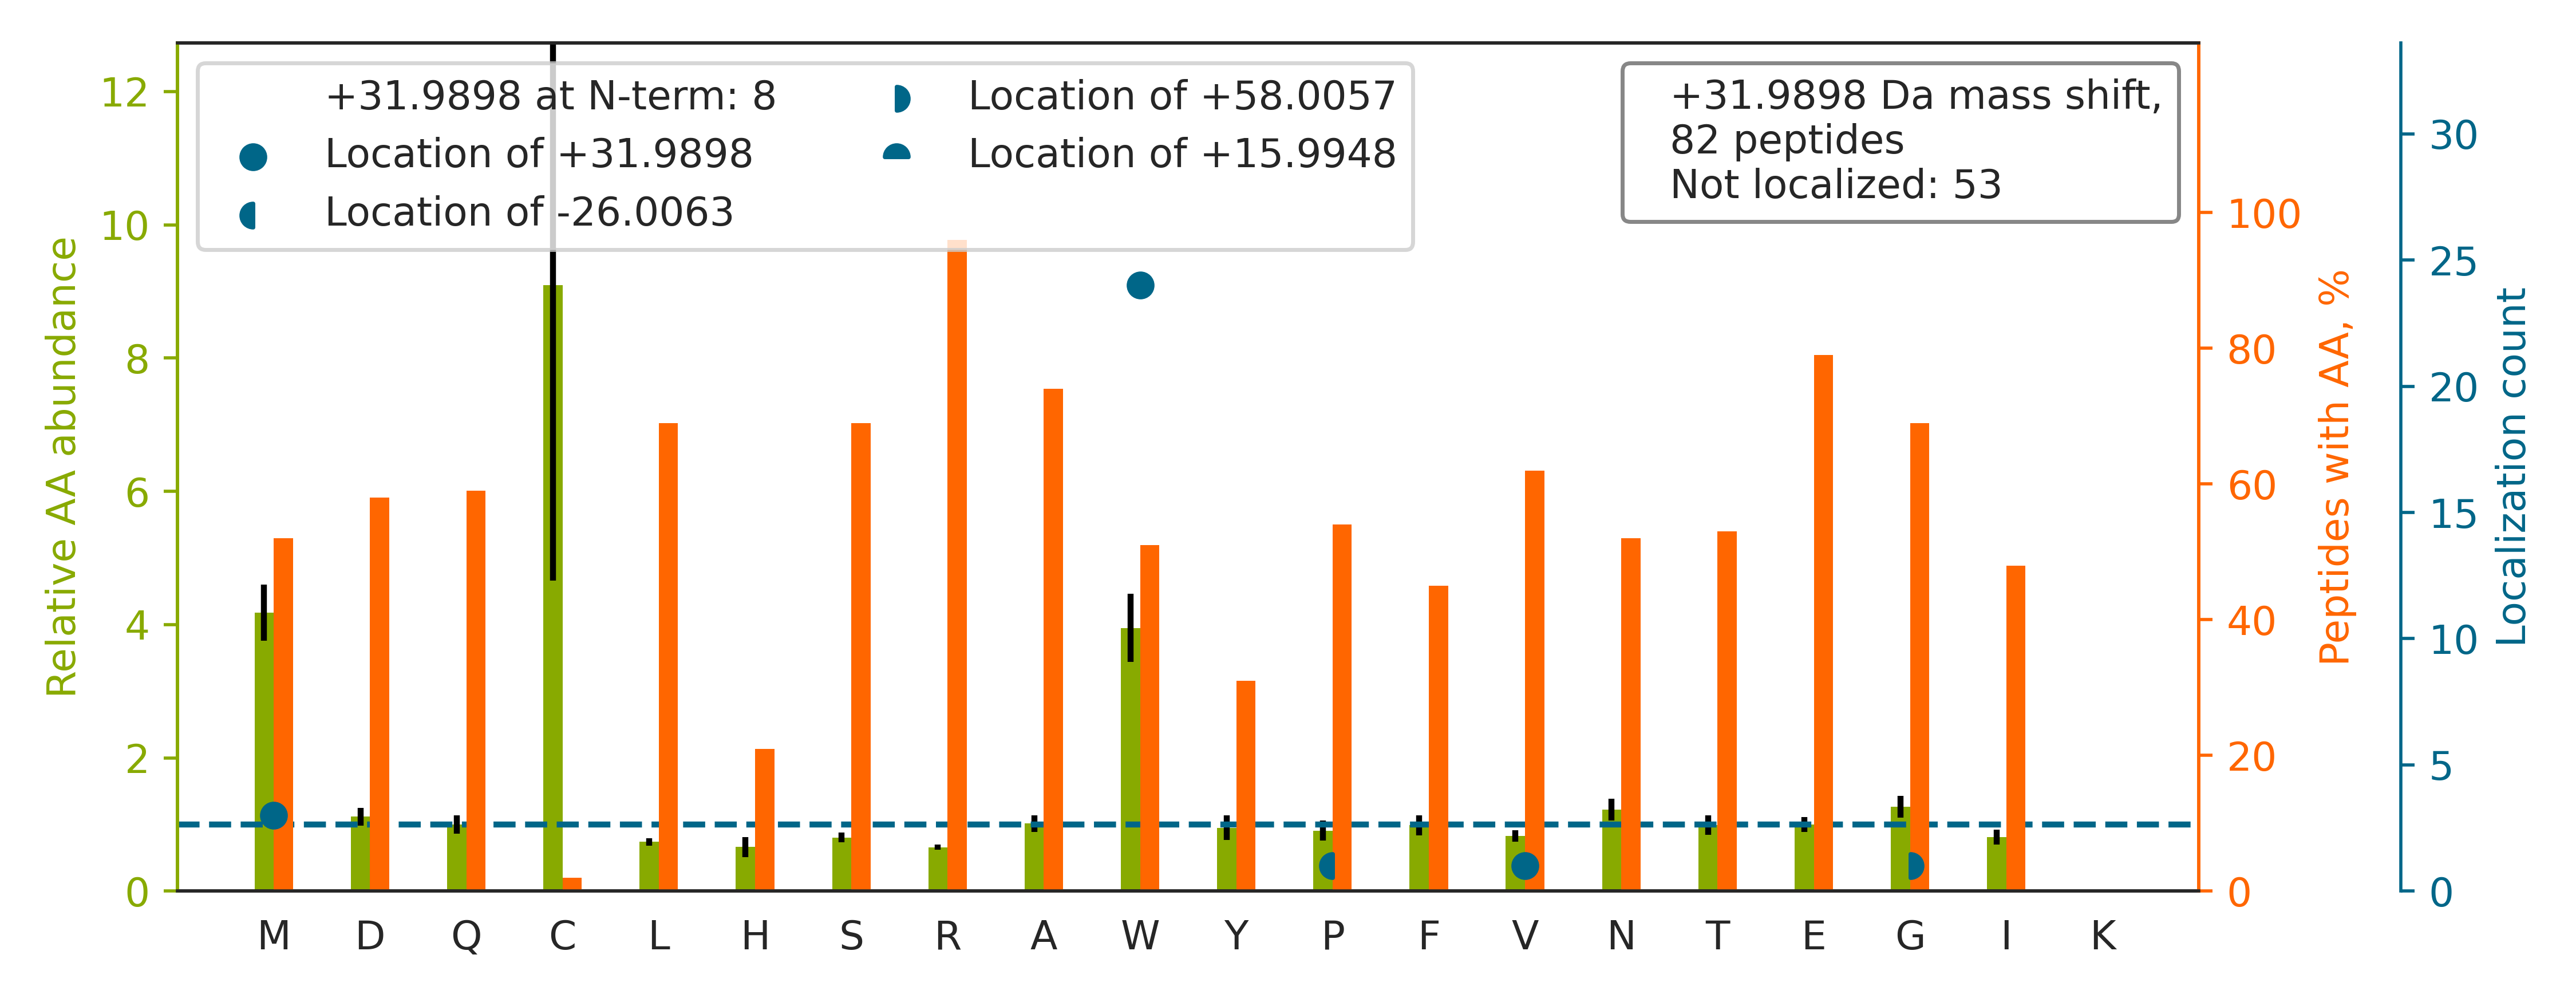 +31.9898 at N-term: 8
Location of +31.9898
Location of -26.0063
Location of +58.0057
Location of +15.9948
+31.9898 Da mass shift,
82 peptides
Not localized: 53
Relative AA abundance
12
10
8
6
4
2
0
100
80
60
40
20
0
Peptides with AA, %
30
25
20
15
10
5
0
Localization count
M D Q C L H S R A W Y P F V N T E G I K